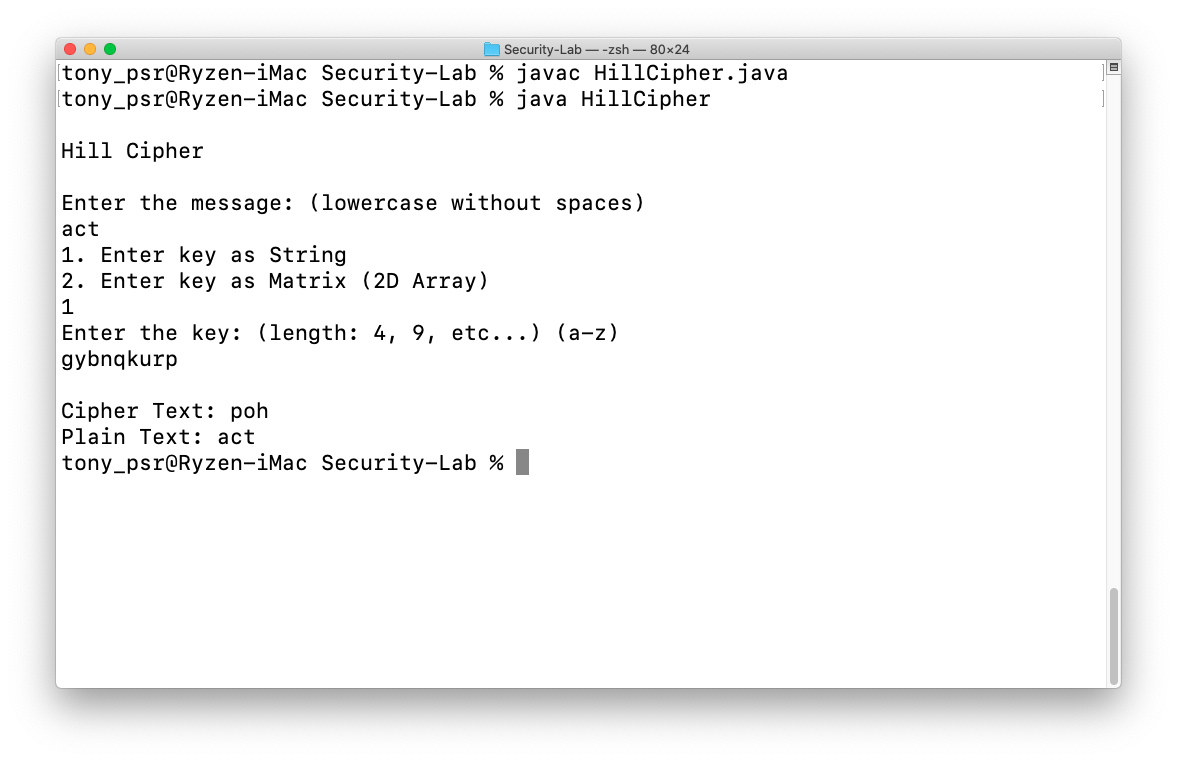 Security-Lab — -zsh — 80×24
[tony_psr@Ryzen-iMac Security-Lab % javac HillCipher.java ]
[tony_psr@Ryzen-iMac Security-Lab % java HillCipher ]
Hill Cipher
Enter the message: (lowercase without spaces)
act
1. Enter key as String
2. Enter key as Matrix (2D Array)
1
Enter the key: (length: 4, 9, etc...) (a-z)
gybnqkurp
Cipher Text: poh
Plain Text: act
tony_psr@Ryzen-iMac Security-Lab %